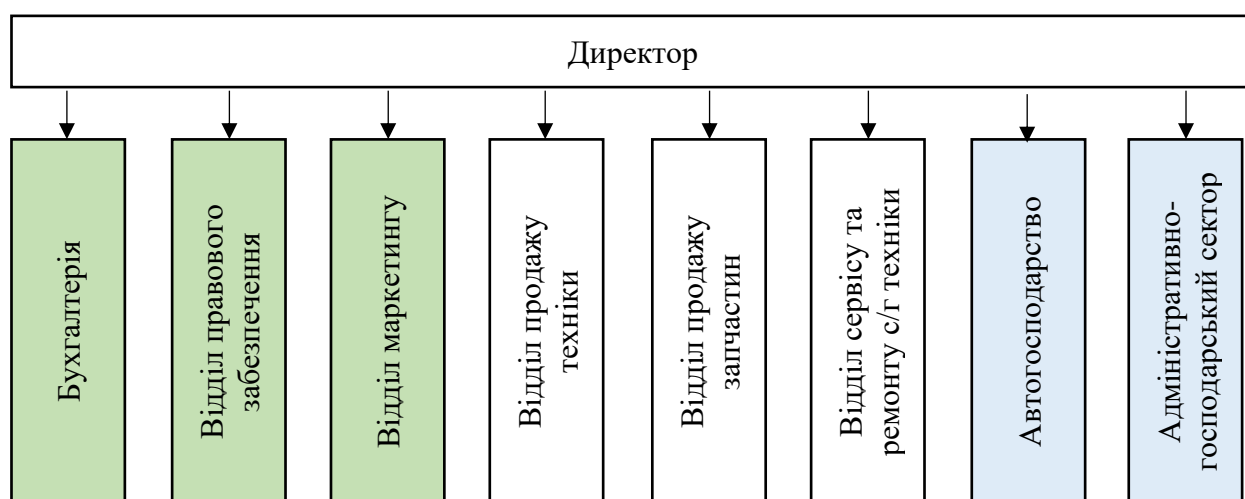 Директор
Бухгалтерія
Відділ правового
забезпечення
Відділ маркетингу
Відділ продажу
техніки
Відділ продажу
запчастин
Відділ сервісу та
ремонту с/г техніки
Автогосподарство
Адміністративно-
господарський сектор